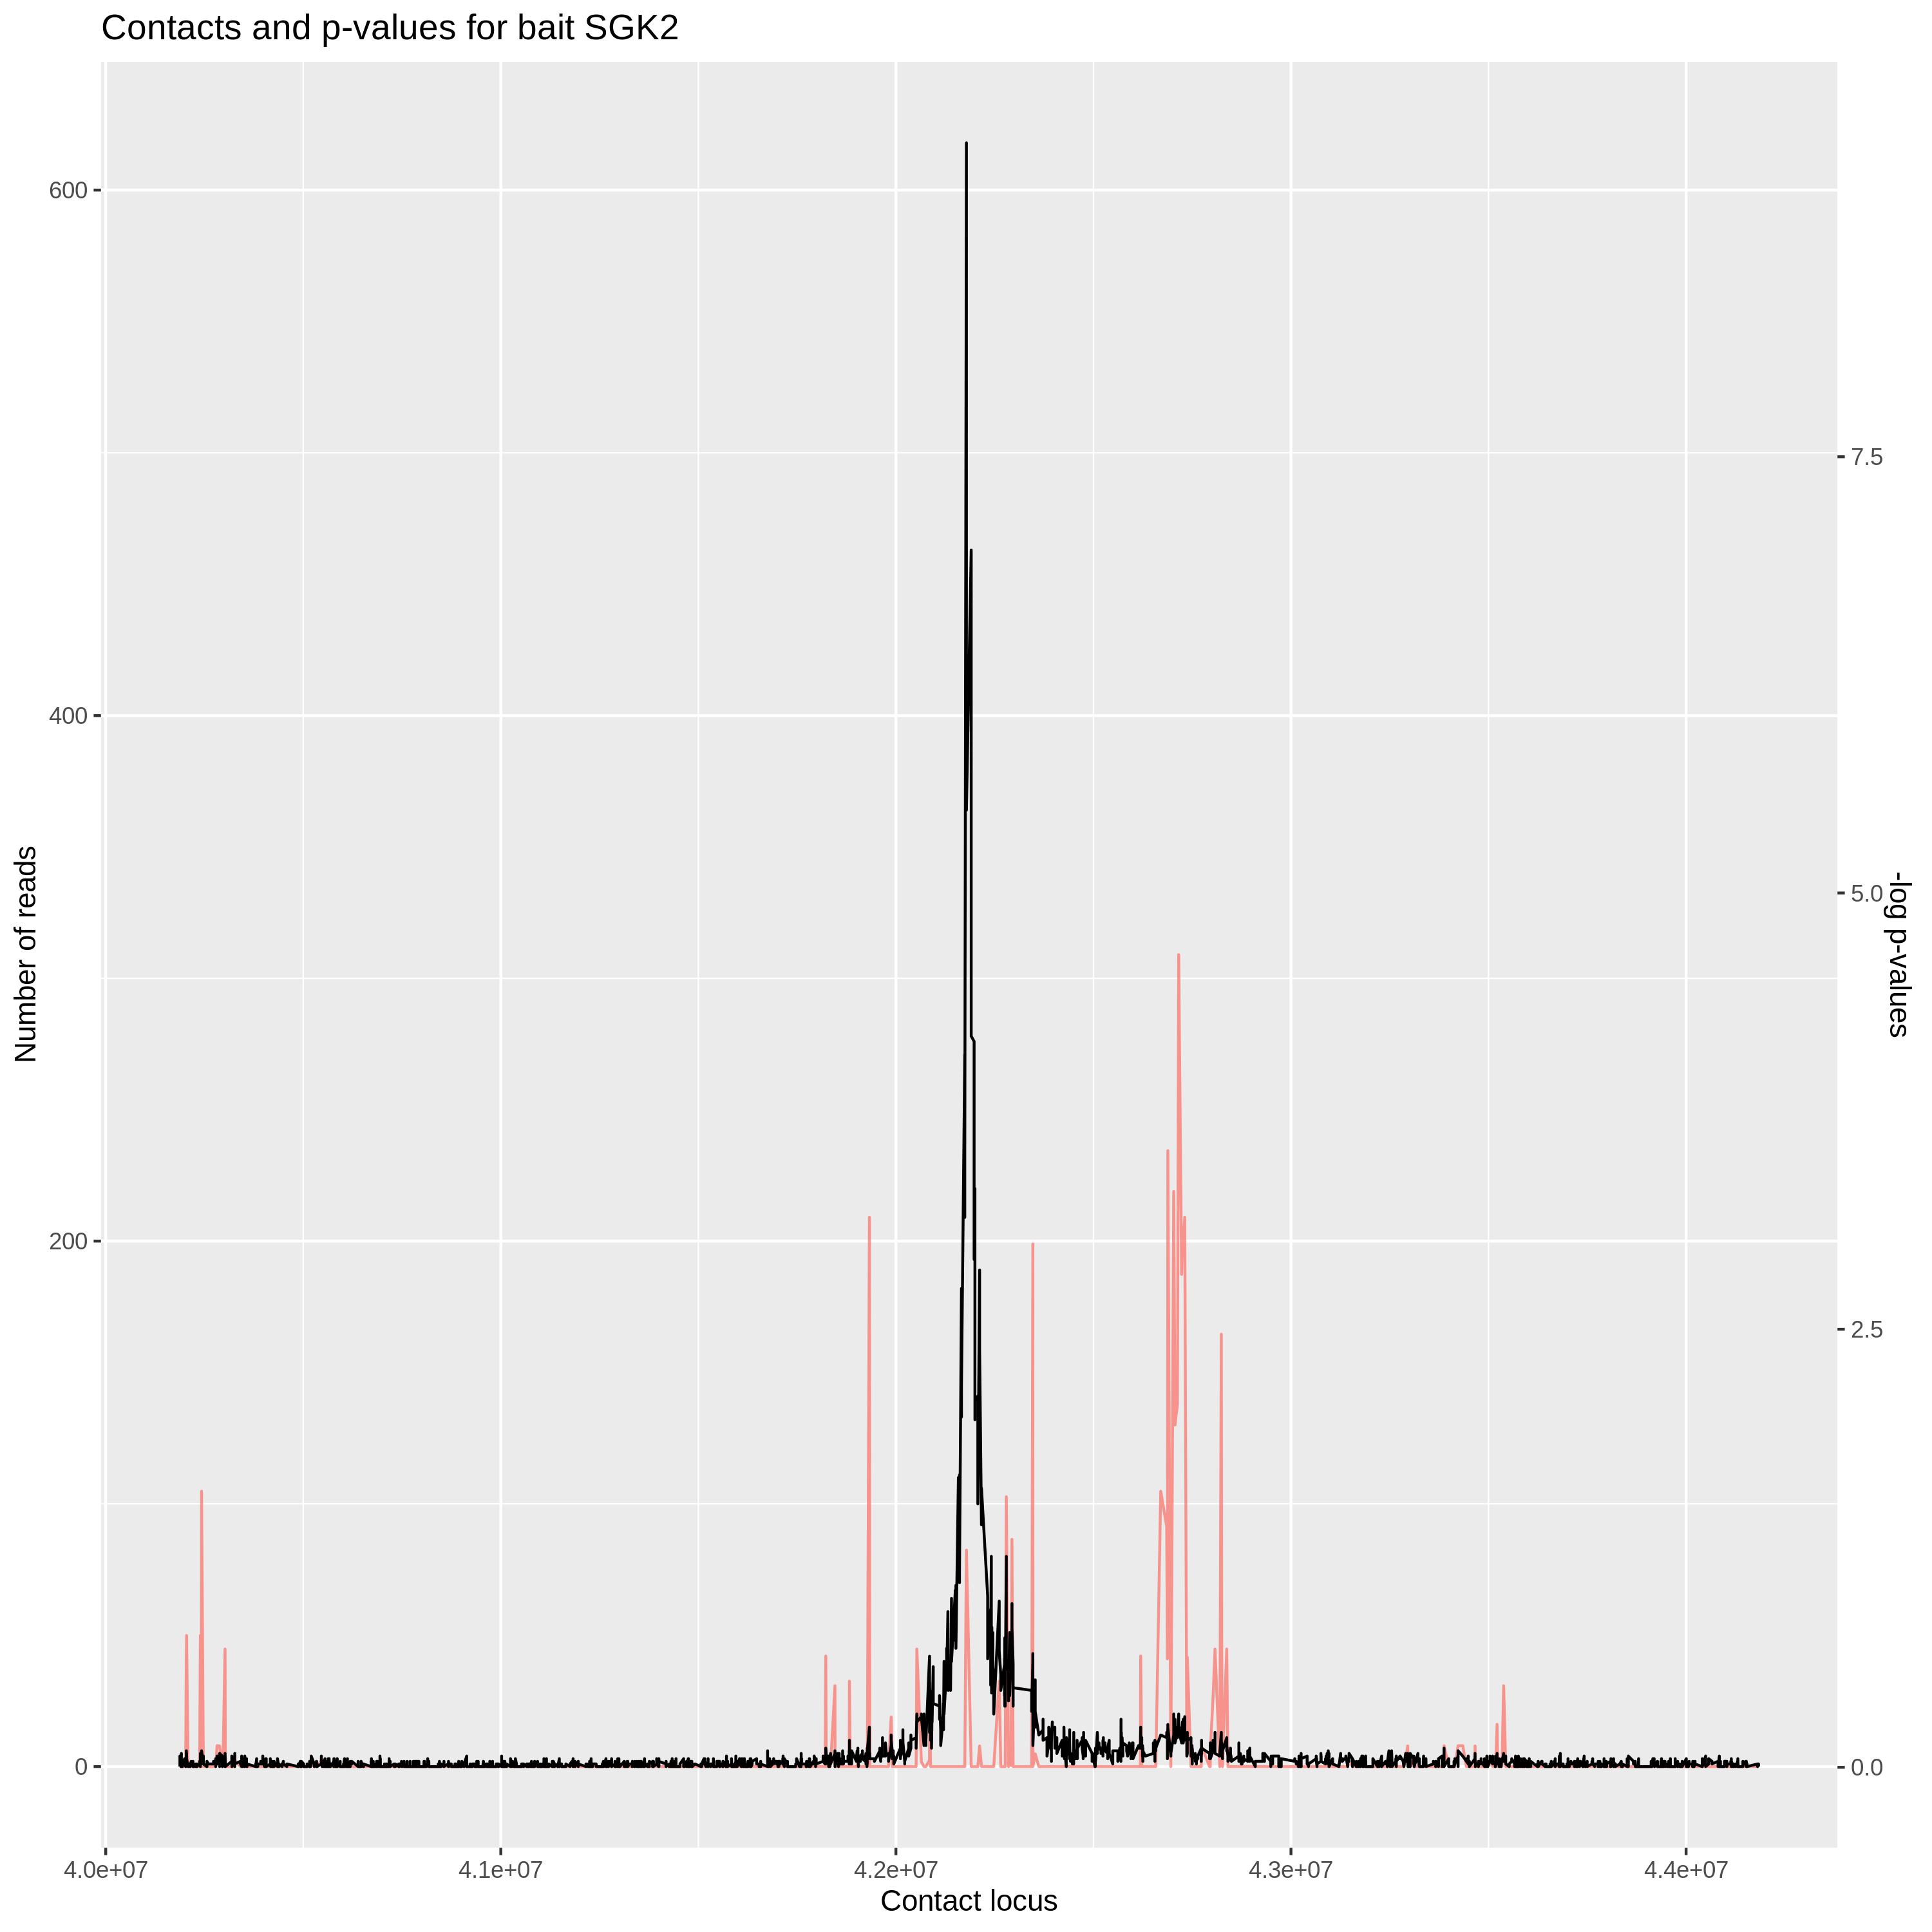 Contacts and p-values for bait SGK2
600
400
200
0
Number of reads
7.5
5.0
2.5
0.0
-log p-values
4.0e+07
4.1e+07
4.2e+07
4.3e+07
4.4e+07
Contact locus